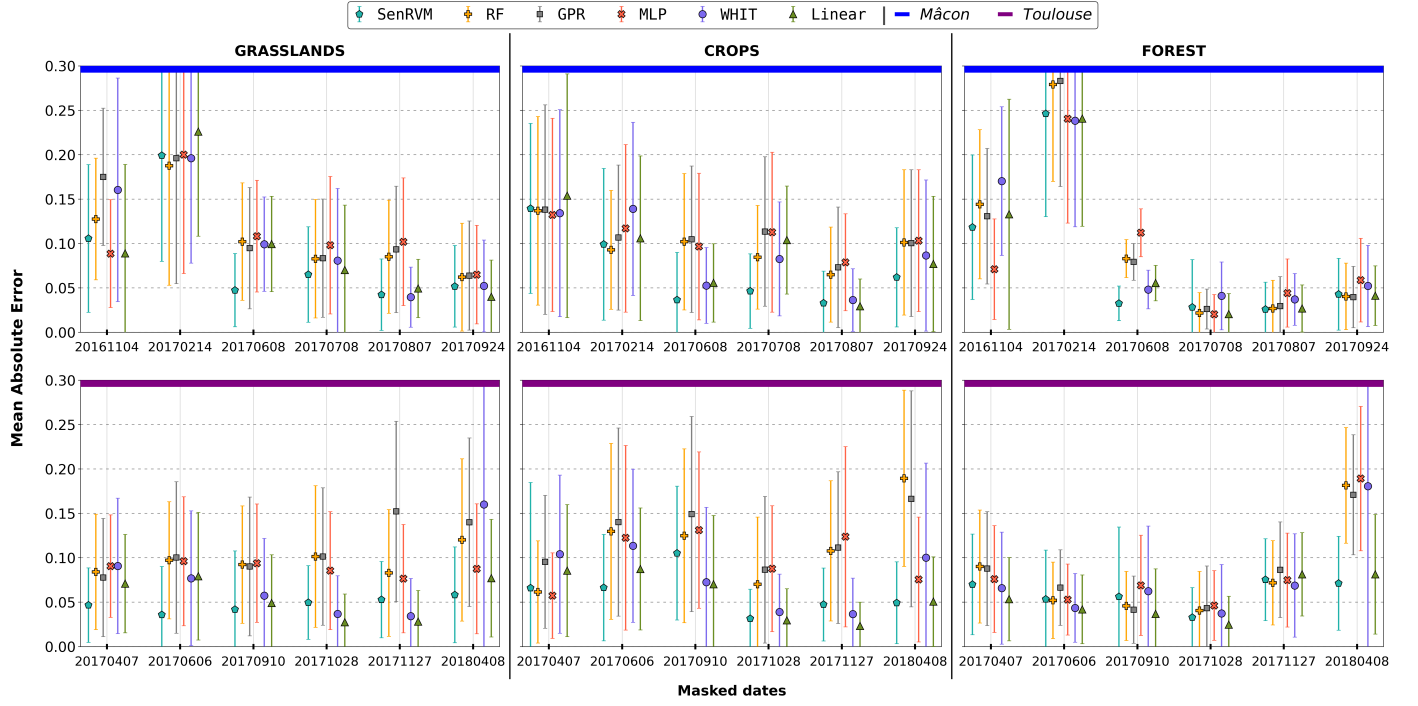 SenRVM RF GPR MLP WHIT Linear | Mâcon Toulouse
GRASSLANDS CROPS FOREST
0.30
0.25
0.20
0.15
0.10
0.05
0.00
20161104 20170214 20170608 20170708 20170807 20170924 20161104 20170214 20170608 20170708 20170807 20170924 20161104 20170214 20170608 20170708 20170807 20170924
Mean Absolute Error
0.30
0.25
0.20
0.15
0.10
0.05
0.00
20170407 20170606 20170910 20171028 20171127 20180408 20170407 20170606 20170910 20171028 20171127 20180408 20170407 20170606 20170910 20171028 20171127 20180408
Masked dates